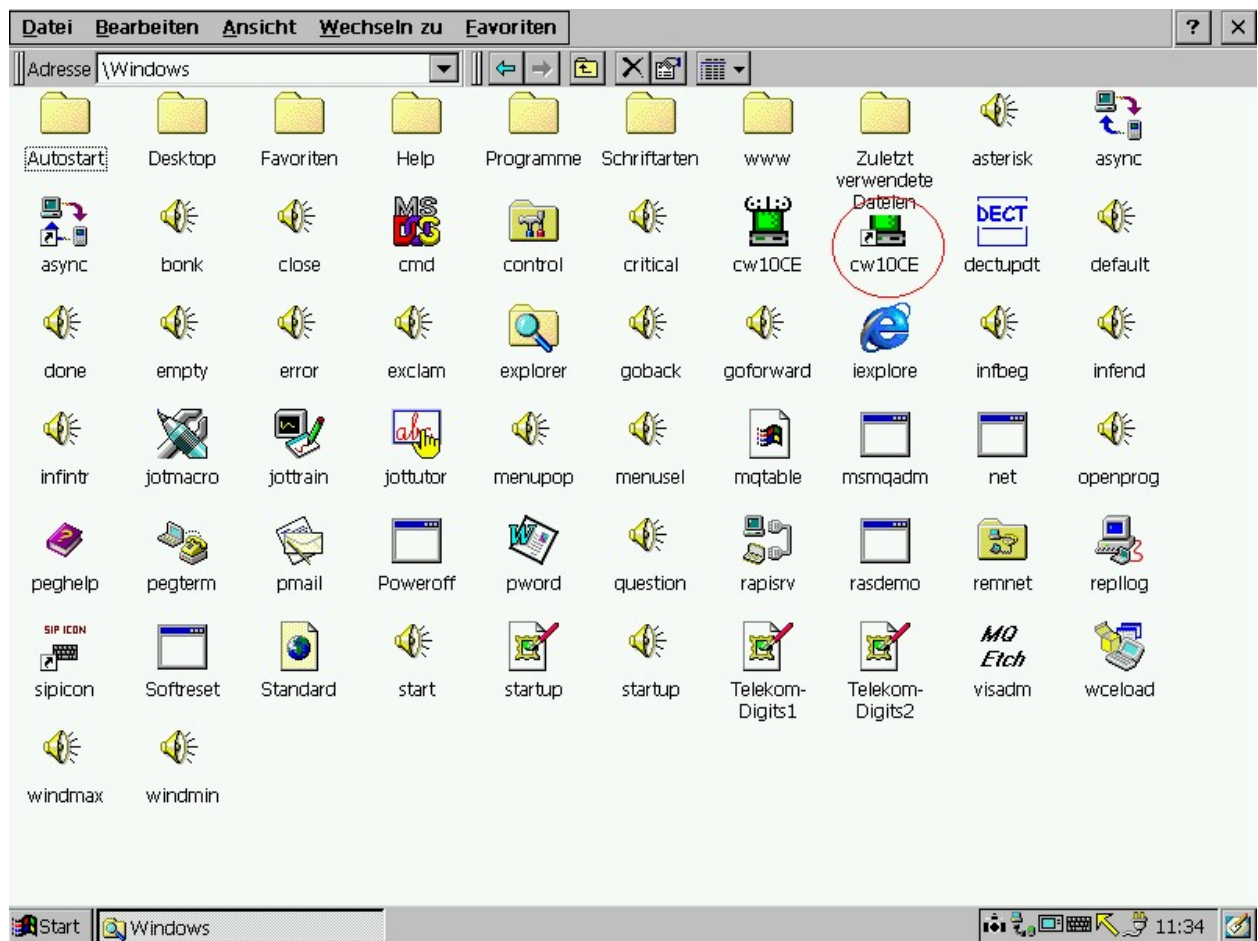 Datei Bearbeiten Ansicht Wechseln zu Favoriten ? ×
Adresse \Windows
Autostart Desktop Favoriten Help Programme Schriftarten www Zuletzt verwendete Dateien asterisk async
MS DOS
DECT
async bonk close cmd control critical cw10CE cw10CE dectupdt default
done empty error exclam explorer goback goforward iexplore infbeg infend
abc
infintr jotmacro jottrain jottutor menupop menusel mqtable msmqadm net openprog
peghelp pegterm pmail Poweroff pword question rapisrv rasdemo remnet repllog
SIP ICON
MQ
Etch
sipicon Softreset Standard start startup startup Telekom-Digits1 Telekom-Digits2 visadm wceload
windmax windmin
Start Windows 11:34